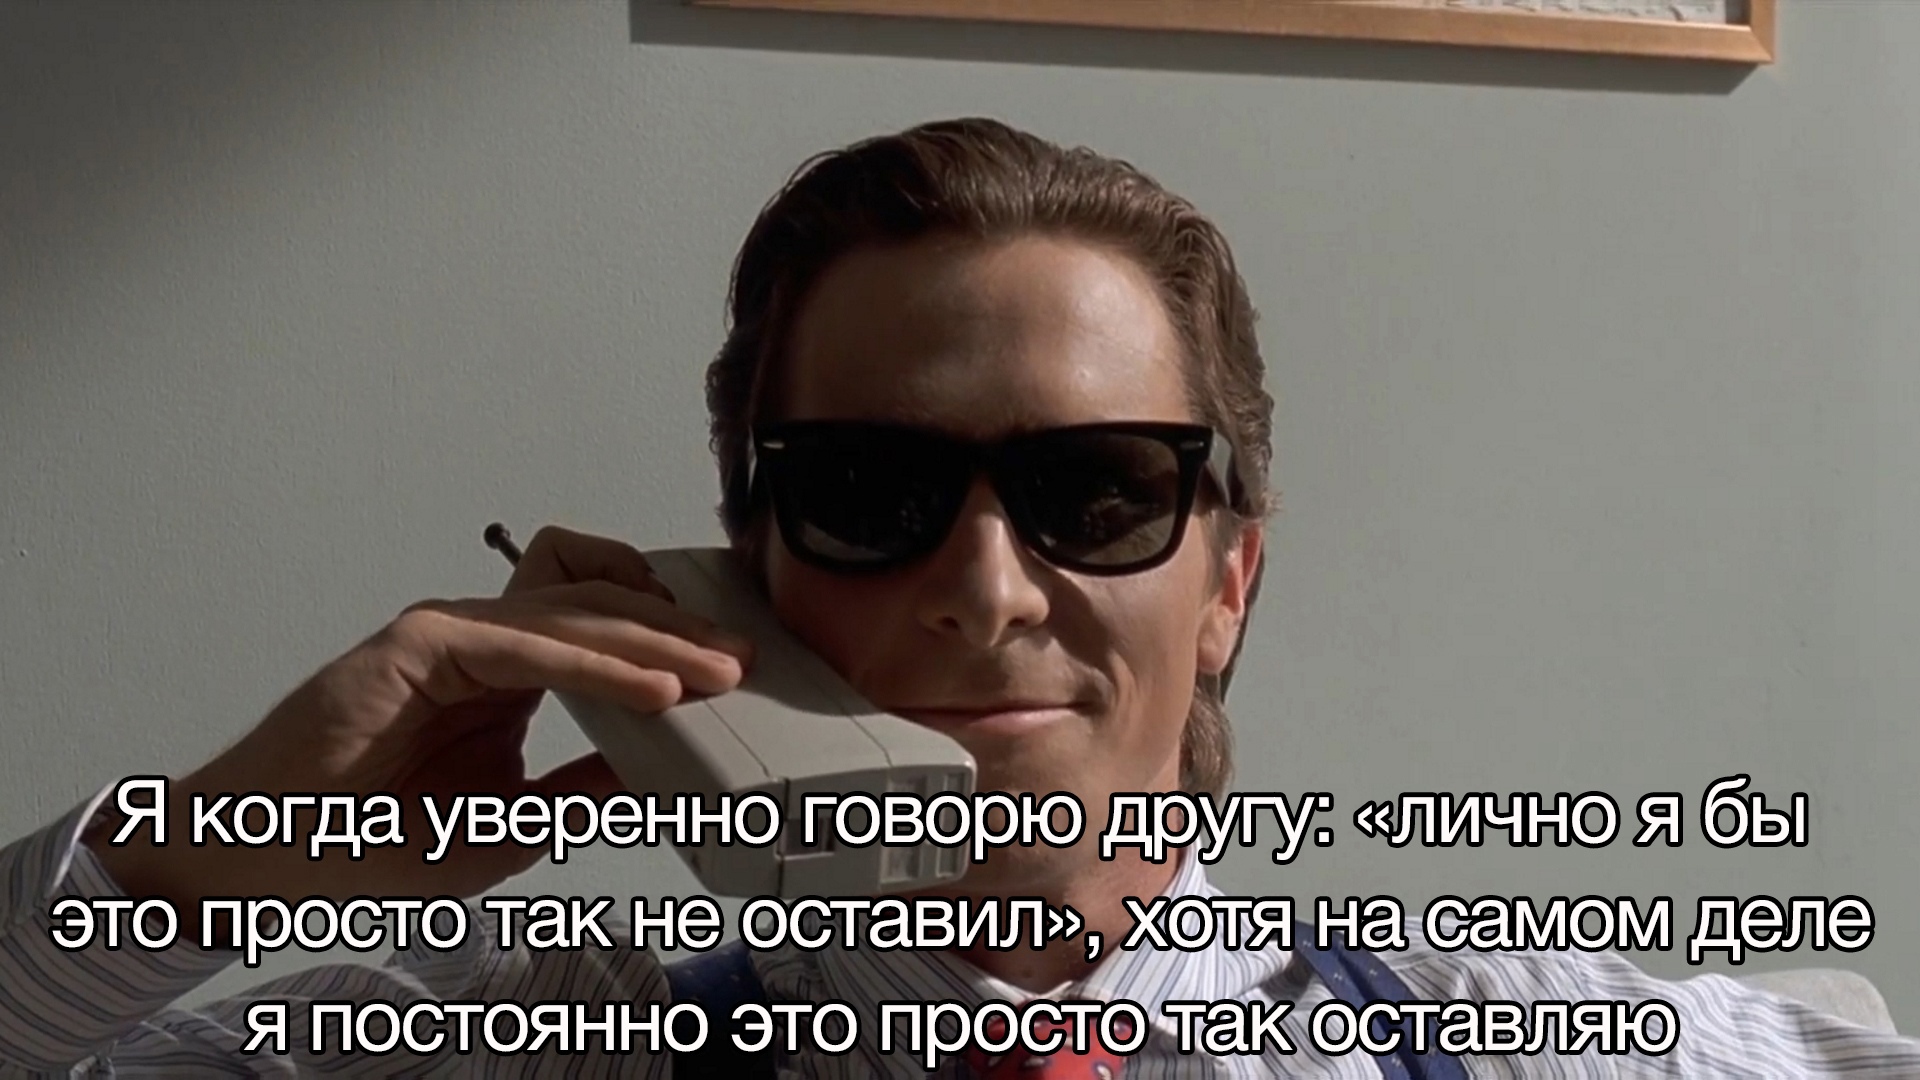 Я когда уверенно говорю другу: «лично я бы
это просто так не оставил», хотя на самом деле
я постоянно это просто так оставляю